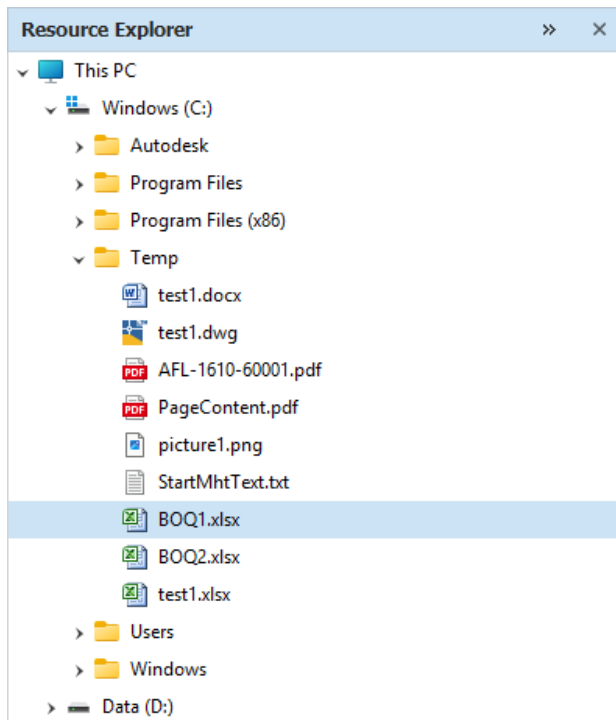 Resource Explorer
This PC
Windows (C:)
Autodesk
Program Files
Program Files (x86)
Temp
test1.docx
test1.dwg
AFL-1610-60001.pdf
PageContent.pdf
picture1.png
StartMhtText.txt
BOQ1.xlsx
BOQ2.xlsx
test1.xlsx
Users
Windows
Data (D:)